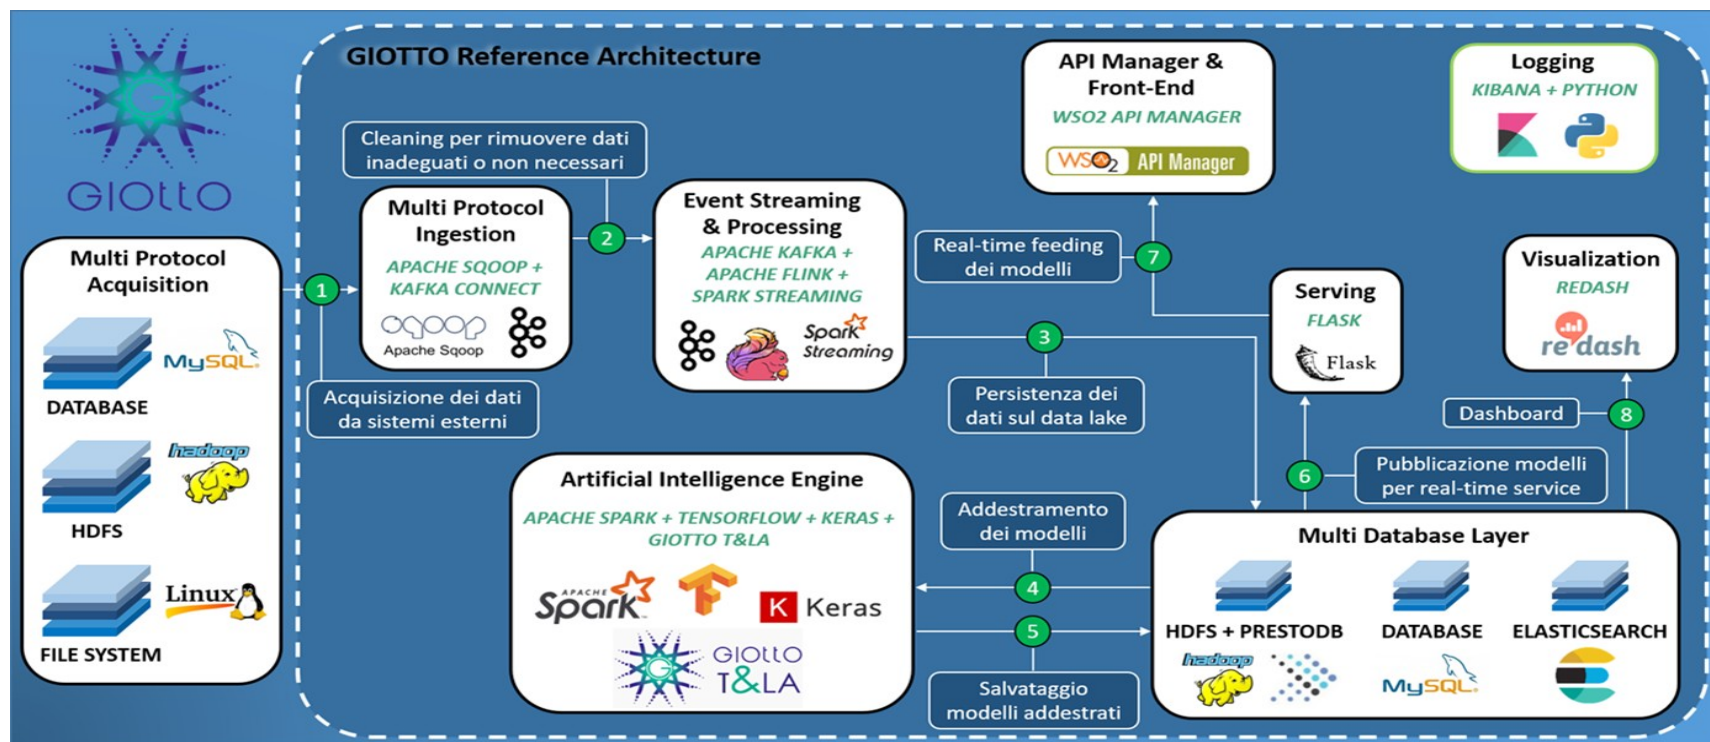 GIOTTO Reference Architecture
GIOTTO
Multi Protocol
Acquisition
MySQL
DATABASE
hadoop
HDFS
Linux
FILE SYSTEM
1
Acquisizione dei dati
da sistemi esterni
Multi Protocol
Ingestion
APACHE SQOOP +
KAFKA CONNECT
sqoop
Apache Sqoop
Cleaning per rimuovere dati
inadeguati o non necessari
2
Event Streaming
& Processing
APACHE KAFKA +
APACHE FLINK +
SPARK STREAMING
Spark
Streaming
3
Persistenza dei
dati sul data lake
Artificial Intelligence Engine
APACHE SPARK + TENSORFLOW + KERAS +
GIOTTO T&LA
APACHE
Spark
K Keras
GIOTTO
T&LA
Addestramento
dei modelli
4
5
Salvataggio
modelli addestrati
Multi Database Layer
HDFS + PRESTODB
DATABASE
ELASTICSEARCH
hadoop
MySQL
6
Pubblicazione modelli
per real-time service
Serving
FLASK
Flask
Real-time feeding
dei modelli
7
API Manager &
Front-End
WSO2 API MANAGER
WSO2 API Manager
Logging
KIBANA + PYTHON
Visualization
REDASH
redash
Dashboard
8